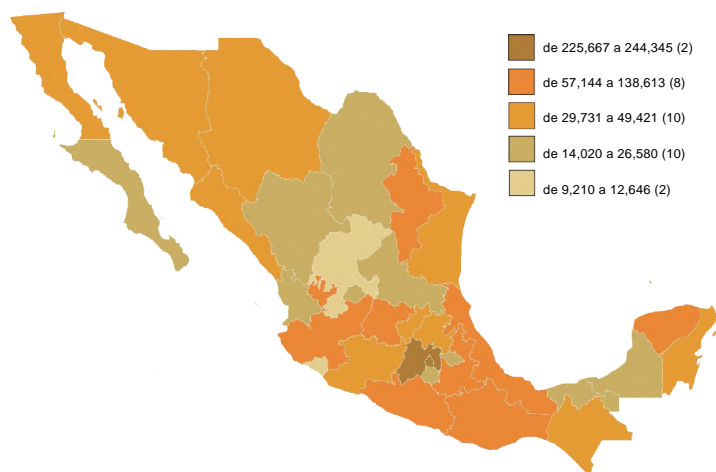 de 225,667 a 244,345 (2)
de 57,144 a 138,613 (8)
de 29,731 a 49,421 (10)
de 14,020 a 26,580 (10)
de 9,210 a 12,646 (2)